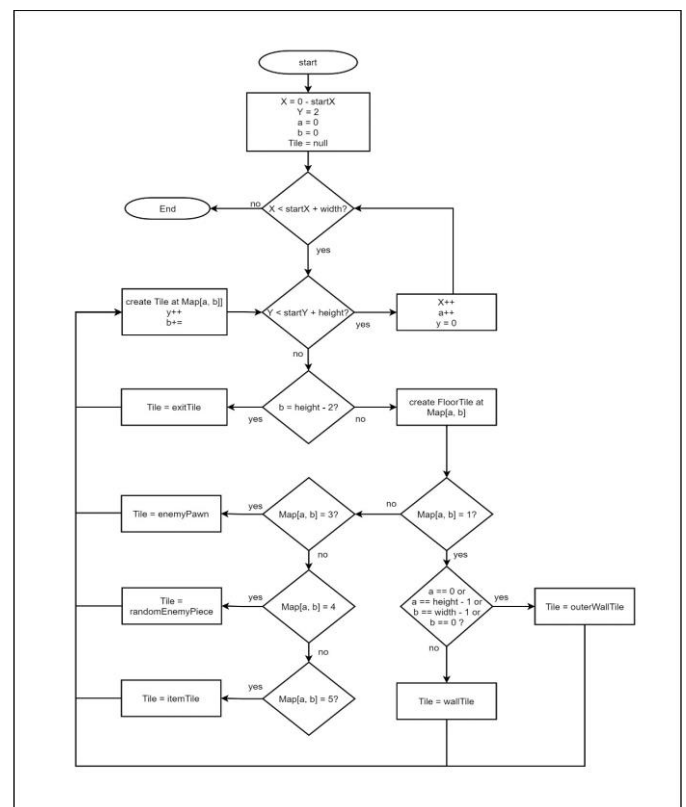 start
X = 0 - startX
Y = 2
a = 0
b = 0
Tile = null
End
no
X < startX + width?
yes
create Tile at Map[a, b]]
y++
b+=
Y < startY + height?
yes
X++
a++
y = 0
no
Tile = exitTile
yes
b = height - 2?
no
create FloorTile at
Map[a, b]
Tile = enemyPawn
yes
Map[a, b] = 3?
no
Map[a, b] = 1?
no
yes
Tile =
randomEnemyPiece
yes
Map[a, b] = 4
a == 0 or
a == height - 1 or
b == width - 1 or
b == 0 ?
yes
Tile = outerWallTile
no
no
Tile = itemTile
yes
Map[a, b] = 5?
Tile = wallTile